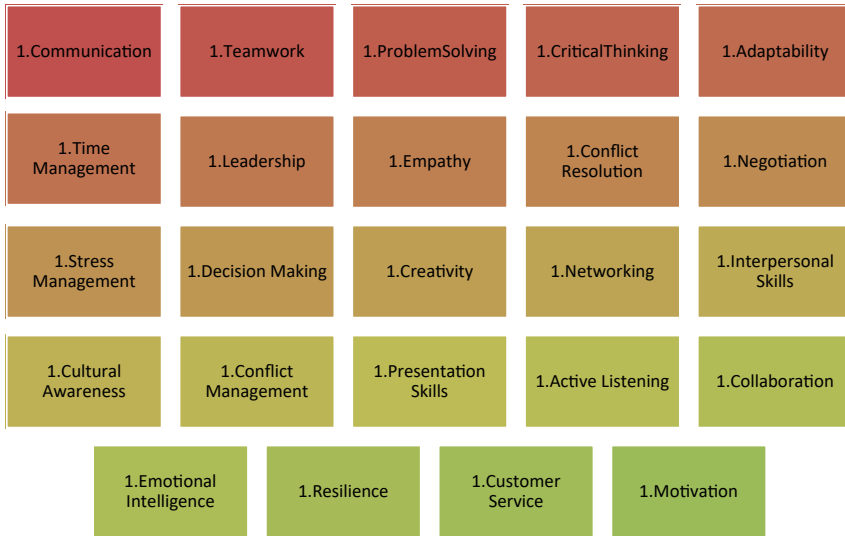 1.Communication
1.Teamwork
1.ProblemSolving
1.CriticalThinking
1.Adaptability
1.Time
Management
1.Leadership
1.Empathy
1.Conflict
Resolution
1.Negotiation
1.Stress
Management
1.Decision Making
1.Creativity
1.Networking
1.Interpersonal
Skills
1.Cultural
Awareness
1.Conflict
Management
1.Presentation
Skills
1.Active Listening
1.Collaboration
1.Emotional
Intelligence
1.Resilience
1.Customer
Service
1.Motivation